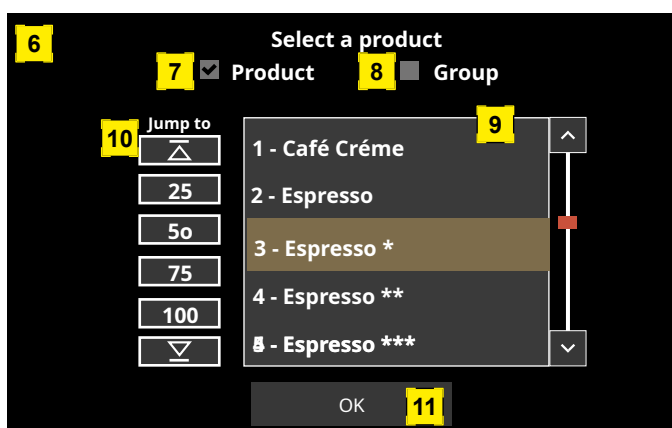 6
Select a product
7 Product 8 Group
9
10 Jump to
1 - Café Créme
25
2 - Espresso
5o
3 - Espresso *
75
4 - Espresso **
100
- Espresso ***
OK 11